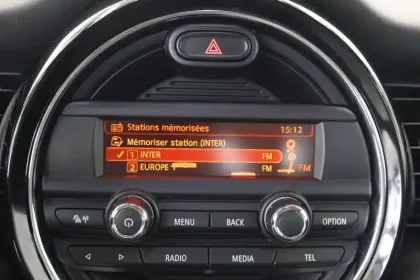 Stations mémorisées 15:12
Mémoriser station (INTER)
1 INTER FM
2 EUROPE 1 FM
MENU BACK OPTION
RADIO MEDIA TEL